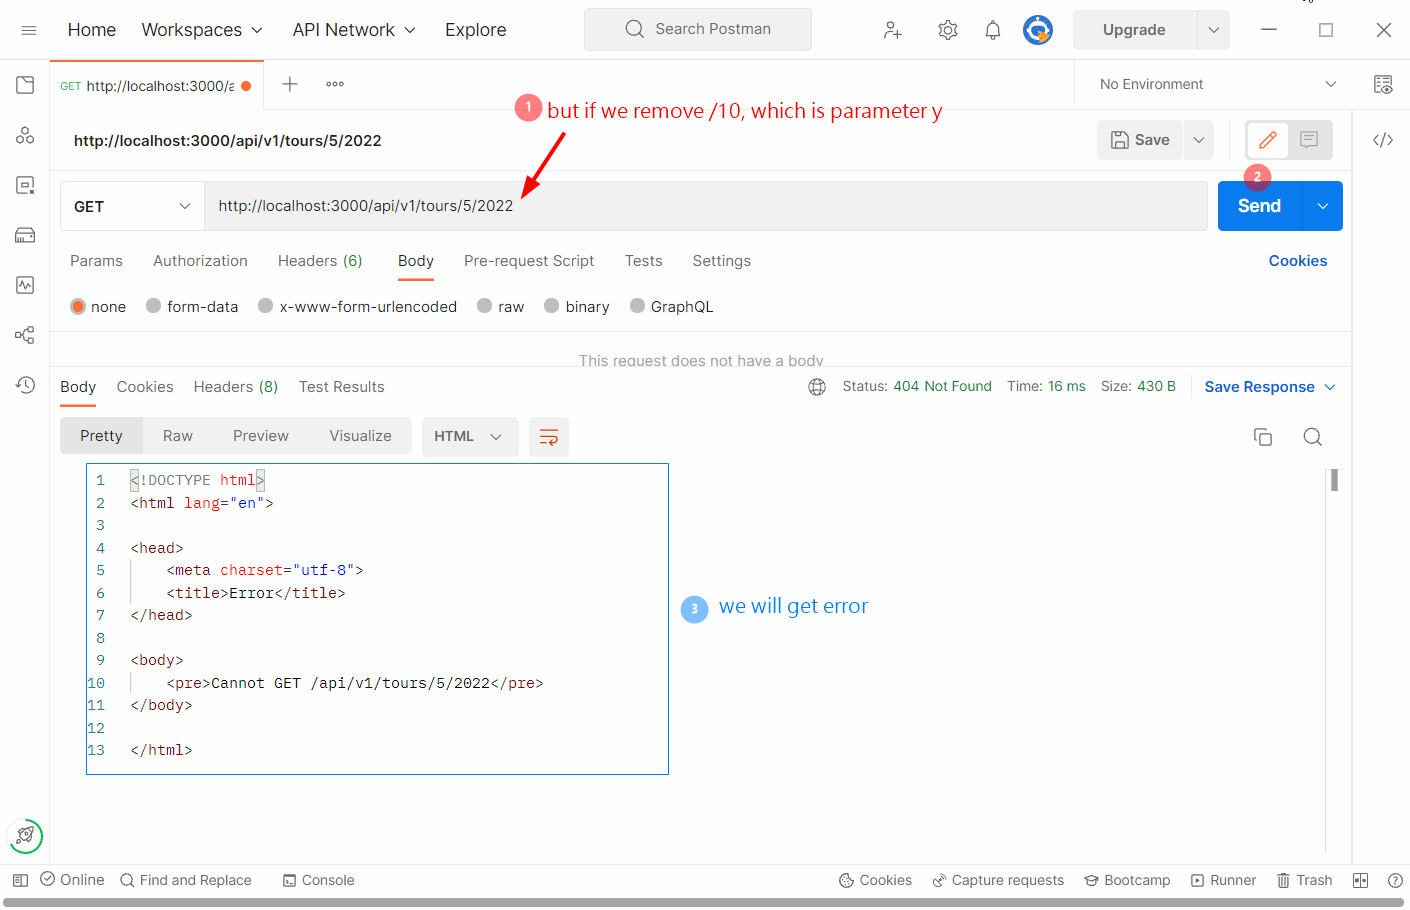 Home Workspaces API Network Explore Search Postman Upgrade
GET http://localhost:3000/a No Environment
1 but if we remove /10, which is parameter y
http://localhost:3000/api/v1/tours/5/2022 Save
2
GET http://localhost:3000/api/v1/tours/5/2022 Send
Params Authorization Headers (6) Body Pre-request Script Tests Settings Cookies
none form-data x-www-form-urlencoded raw binary GraphQL
This request does not have a body
Body Cookies Headers (8) Test Results Status: 404 Not Found Time: 16 ms Size: 430 B Save Response
Pretty Raw Preview Visualize HTML
1 <!DOCTYPE html>
2 <html lang="en">
3
4 <head>
5 <meta charset="utf-8">
6 <title>Error</title>
3 we will get error
7 </head>
8
9 <body>
10 <pre>Cannot GET /api/v1/tours/5/2022</pre>
11 </body>
12
13 </html>
Online Find and Replace Console Cookies Capture requests Bootcamp Runner Trash